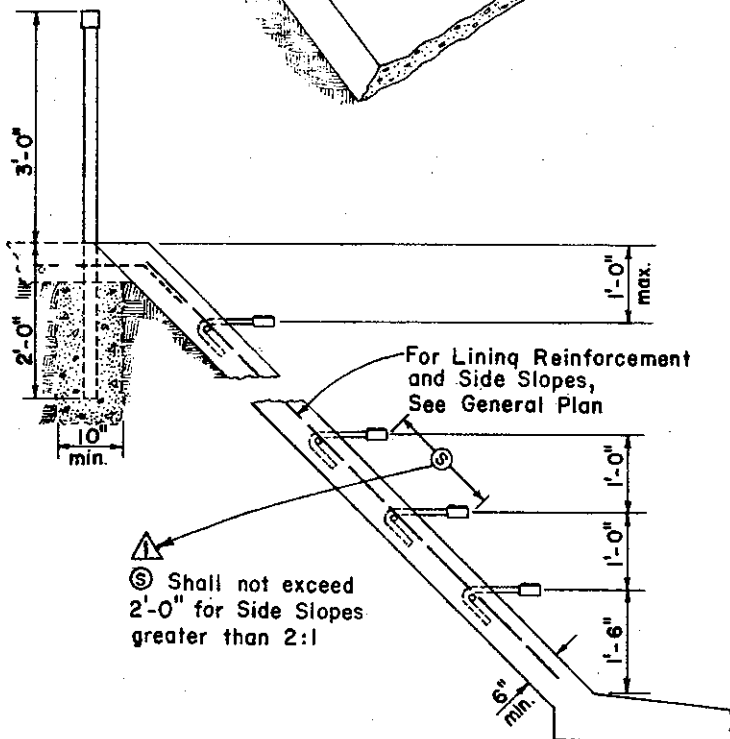 3'-0"
2'-0"
10"
min.
1'-0"
max.
For Lining Reinforcement
and Side Slopes,
See General Plan
S
1'-0"
1'-0"
1'-6"
1
S Shall not exceed
2'-0" for Side Slopes
greater than 2:1
6"
min.